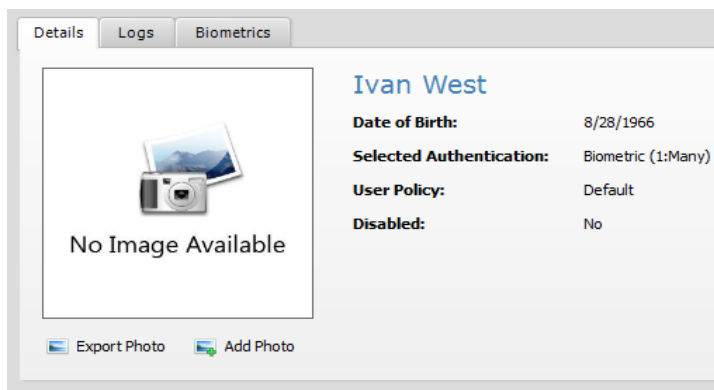 Details Logs Biometrics
Ivan West
Date of Birth: 8/28/1966
Selected Authentication: Biometric (1:Many)
User Policy: Default
Disabled: No
No Image Available
Export Photo Add Photo